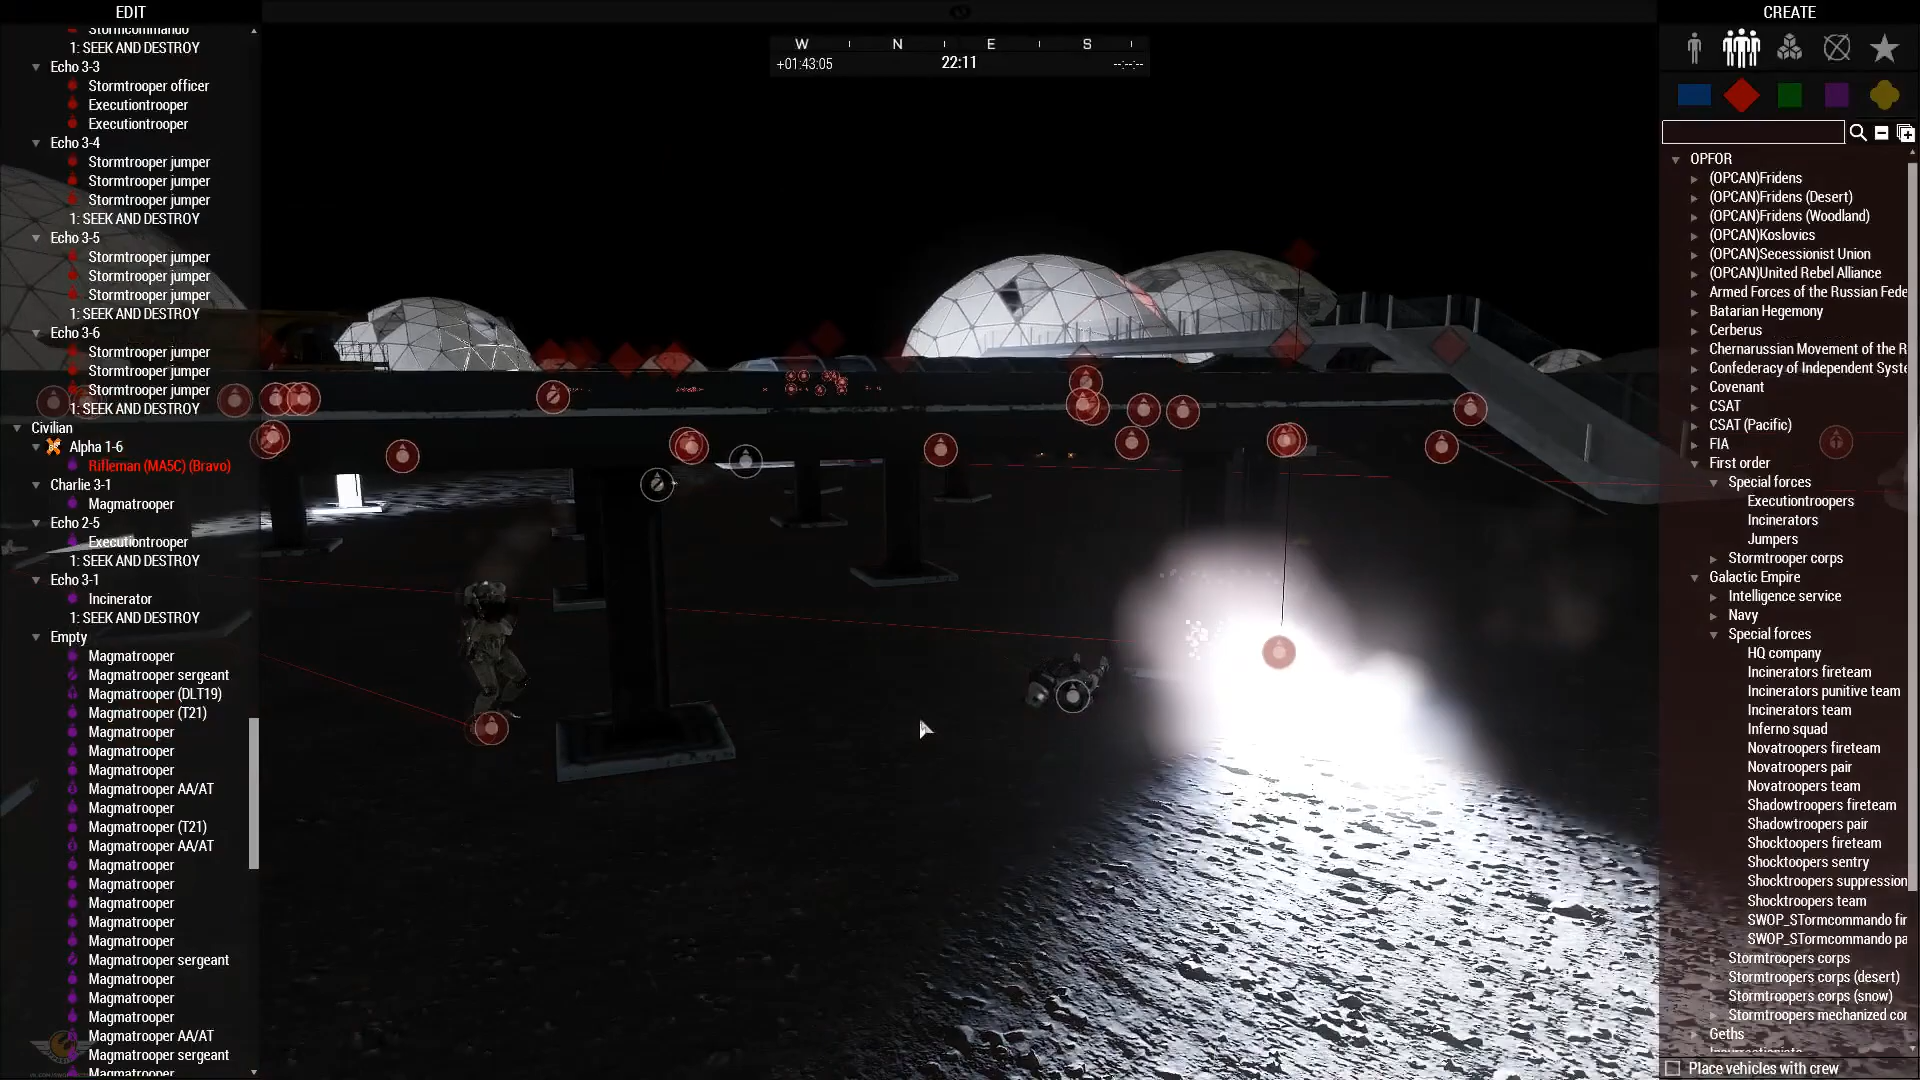 EDIT
Stormcommando
1: SEEK AND DESTROY
Echo 3-3
Stormtrooper officer
Executiontrooper
Executiontrooper
Echo 3-4
Stormtrooper jumper
Stormtrooper jumper
Stormtrooper jumper
1: SEEK AND DESTROY
Echo 3-5
Stormtrooper jumper
Stormtrooper jumper
Stormtrooper jumper
1: SEEK AND DESTROY
Echo 3-6
Stormtrooper jumper
Stormtrooper jumper
Stormtrooper jumper
1: SEEK AND DESTROY
Civilian
Alpha 1-6
Rifleman (MA5C) (Bravo)
Charlie 3-1
Magmatrooper
Echo 2-5
Executiontrooper
1: SEEK AND DESTROY
Echo 3-1
Incinerator
1: SEEK AND DESTROY
Empty
Magmatrooper
Magmatrooper sergeant
Magmatrooper (DLT19)
Magmatrooper (T21)
Magmatrooper
Magmatrooper
Magmatrooper
Magmatrooper AA/AT
Magmatrooper
Magmatrooper (T21)
Magmatrooper AA/AT
Magmatrooper
Magmatrooper
Magmatrooper
Magmatrooper
Magmatrooper
Magmatrooper sergeant
Magmatrooper
Magmatrooper
Magmatrooper
Magmatrooper AA/AT
Magmatrooper sergeant
Magmatrooper
W N E S
+01:43:05 22:11 --:--:--
CREATE
OPFOR
(OPCAN)Fridens
(OPCAN)Fridens (Desert)
(OPCAN)Fridens (Woodland)
(OPCAN)Koslovics
(OPCAN)Secessionist Union
(OPCAN)United Rebel Alliance
Armed Forces of the Russian Fede
Batarian Hegemony
Cerberus
Chernarussian Movement of the R
Confederacy of Independent Syste
Covenant
CSAT
CSAT (Pacific)
FIA
First order
Special forces
Executiontroopers
Incinerators
Jumpers
Stormtrooper corps
Galactic Empire
Intelligence service
Navy
Special forces
HQ company
Incinerators fireteam
Incinerators punitive team
Incinerators team
Inferno squad
Novatroopers fireteam
Novatroopers pair
Novatroopers team
Shadowtroopers fireteam
Shadowtroopers pair
Shocktoopers fireteam
Shocktoopers sentry
Shocktroopers suppression
Shocktroopers team
SWOP_STormcommando fir
SWOP_STormcommando pa
Stormtroopers corps
Stormtroopers corps (desert)
Stormtroopers corps (snow)
Stormtroopers mechanized cor
Geths
Place vehicles with crew